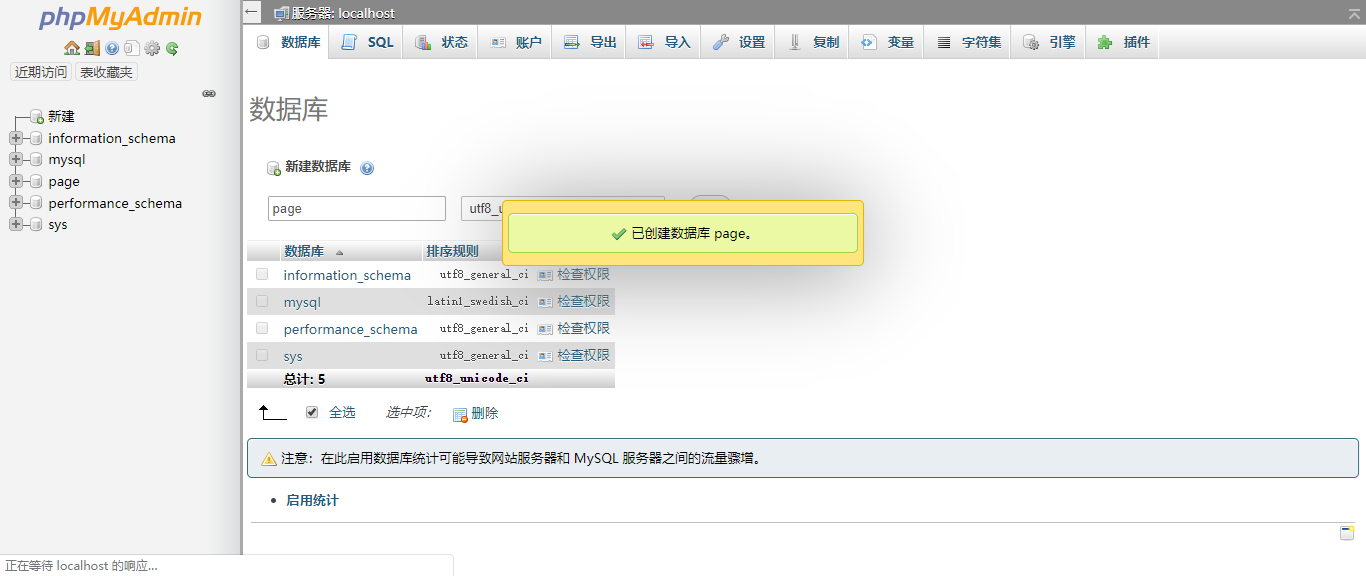 phpMyAdmin
近期访问 表收藏夹
新建
information_schema
mysql
page
performance_schema
sys
服务器: localhost
数据库 SQL 状态 账户 导出 导入 设置 复制 变量 字符集 引擎 插件
数据库
新建数据库
page utf8_u
已创建数据库 page。
数据库 排序规则
information_schema utf8_general_ci 检查权限
mysql latin1_swedish_ci 检查权限
performance_schema utf8_general_ci 检查权限
sys utf8_general_ci 检查权限
总计: 5 utf8_unicode_ci
全选 选中项: 删除
注意：在此启用数据库统计可能导致网站服务器和 MySQL 服务器之间的流量骤增。
启用统计
正在等待 localhost 的响应...